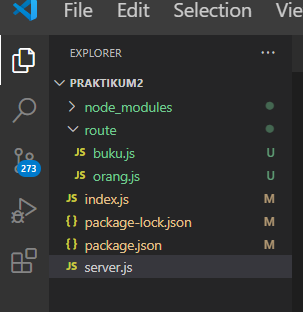 File Edit Selection View
EXPLORER ...
PRAKTIKUM2
node_modules
route
JS buku.js U
JS orang.js U
JS index.js M
{ } package-lock.json M
{ } package.json M
JS server.js
273